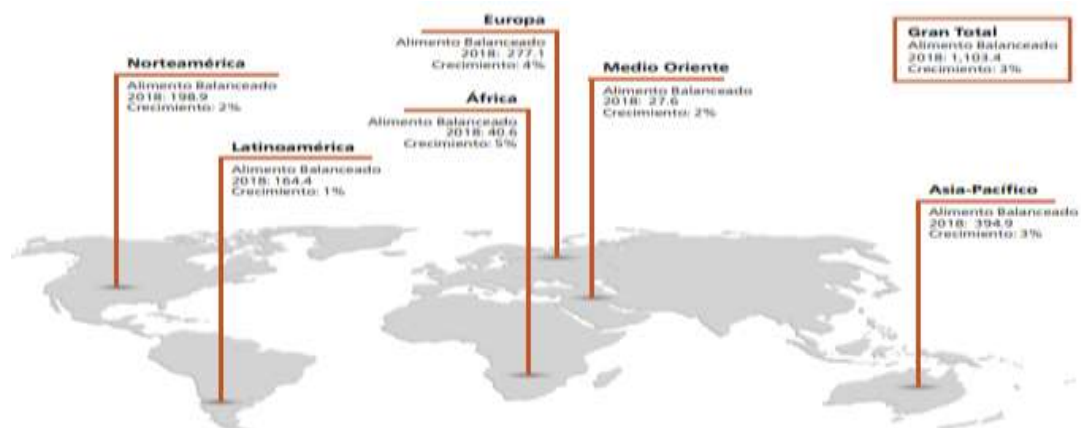 Norteamérica
Alimento Balanceado
2018: 198.9
Crecimiento: 2%
Latinoamérica
Alimento Balanceado
2018: 164.4
Crecimiento: 1%
Europa
Alimento Balanceado
2018: 277.1
Crecimiento: 4%
África
Alimento Balanceado
2018: 40.6
Crecimiento: 5%
Medio Oriente
Alimento Balanceado
2018: 27.6
Crecimiento: 2%
Gran Total
Alimento Balanceado
2018: 1,103.4
Crecimiento: 3%
Asia-Pacífico
Alimento Balanceado
2018: 394.9
Crecimiento: 3%